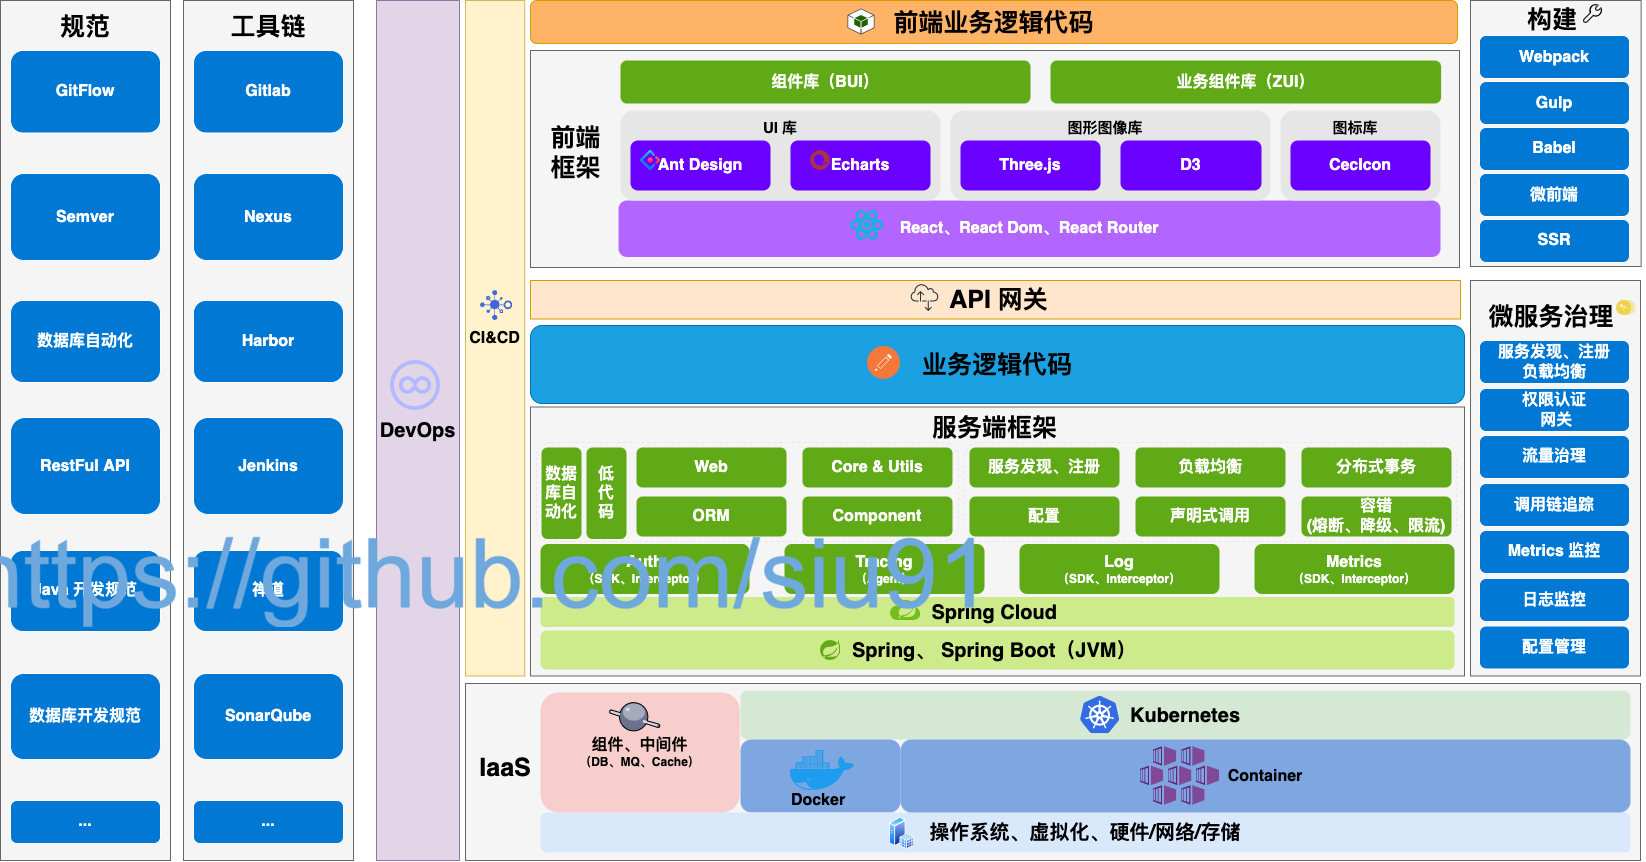 规范
GitFlow
Semver
数据库自动化
RestFul API
Java 开发规范
数据库开发规范
...
工具链
Gitlab
Nexus
Harbor
Jenkins
禅道
SonarQube
...
DevOps
CI&CD
前端业务逻辑代码
前端
框架
组件库（BUI）
业务组件库（ZUI）
UI 库
Ant Design
Echarts
图形图像库
Three.js
D3
图标库
CecIcon
React、React Dom、React Router
构建
Webpack
Gulp
Babel
微前端
SSR
API 网关
业务逻辑代码
服务端框架
数据
库自
动化
低
代
码
Web
Core & Utils
服务发现、注册
负载均衡
分布式事务
ORM
Component
配置
声明式调用
容错
(熔断、降级、限流)
Auth
（SDK、Interceptor）
Tracing
（Agent）
Log
（SDK、Interceptor）
Metrics
（SDK、Interceptor）
Spring Cloud
Spring、 Spring Boot（JVM）
微服务治理
服务发现、注册
负载均衡
权限认证
网关
流量治理
调用链追踪
Metrics 监控
日志监控
配置管理
IaaS
组件、中间件
（DB、MQ、Cache）
Kubernetes
Docker
Container
操作系统、虚拟化、硬件/网络/存储
https://github.com/siu91